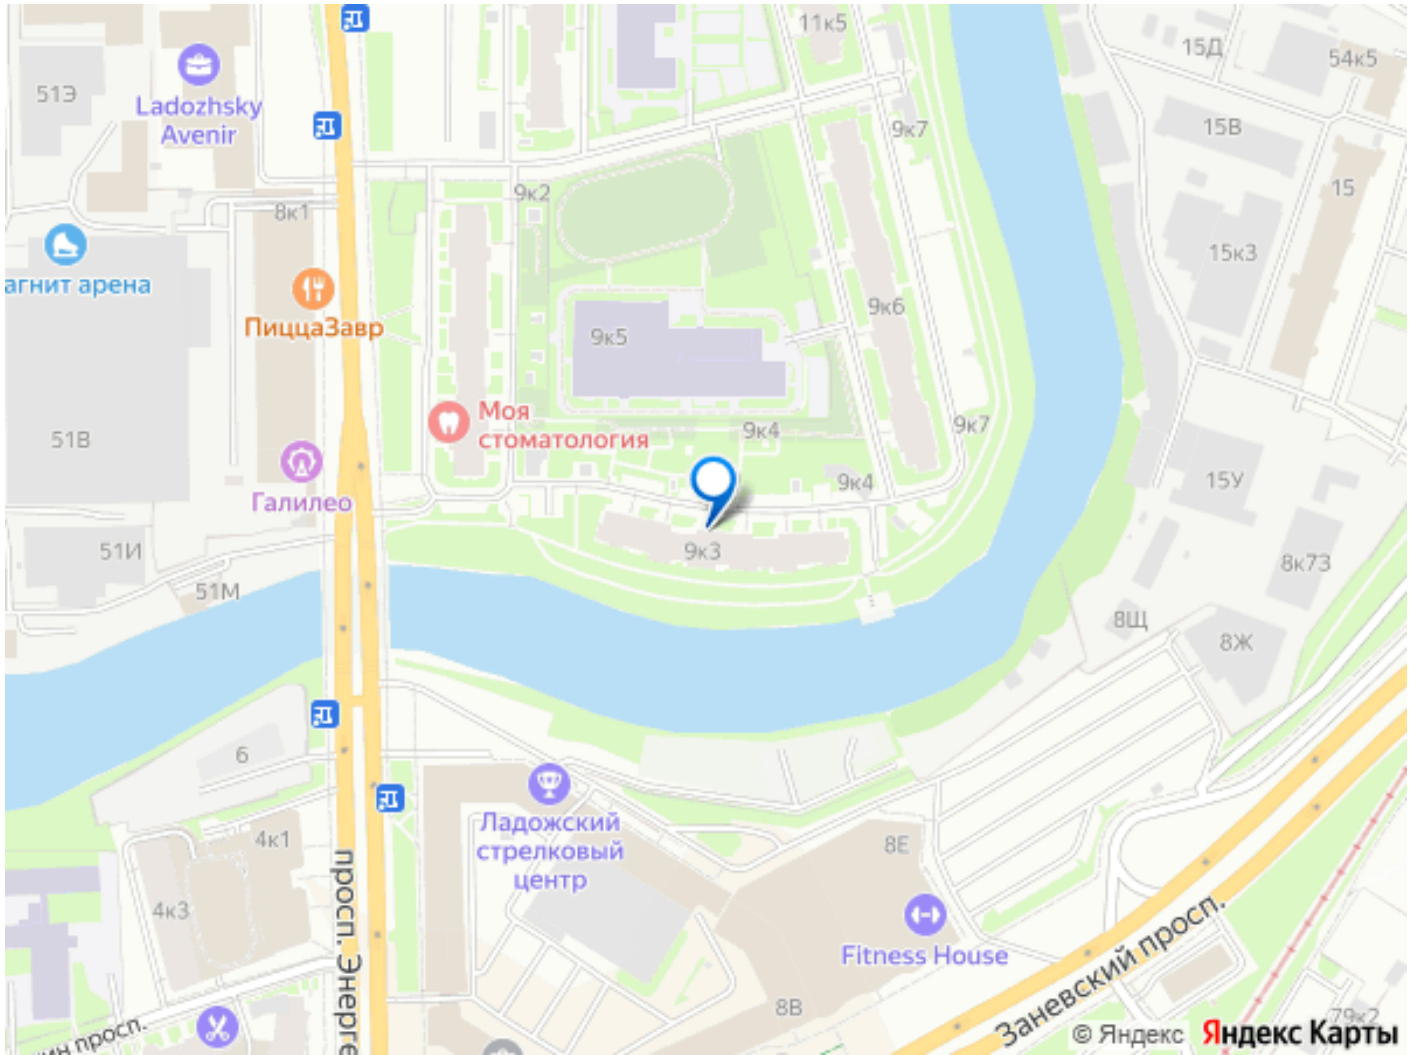 11к5
15Д
54к5
51Э
Ladozhsky
Avenir
9к7
15В
9к2
15
8к1
агнит арена
15к3
9к6
ПиццаЗавр
9к5
Моя
стоматология
51В
9к4
9к7
Галилео
9к4
15У
51И
9к3
8к73
51М
8Щ
8Ж
6
4к1
Ладожский
стрелковый
центр
8Е
просп. Энерге
4к3
Fitness House
Заневский просп.
8В
79к2
ин просп.
© Яндекс Яндекс Карты